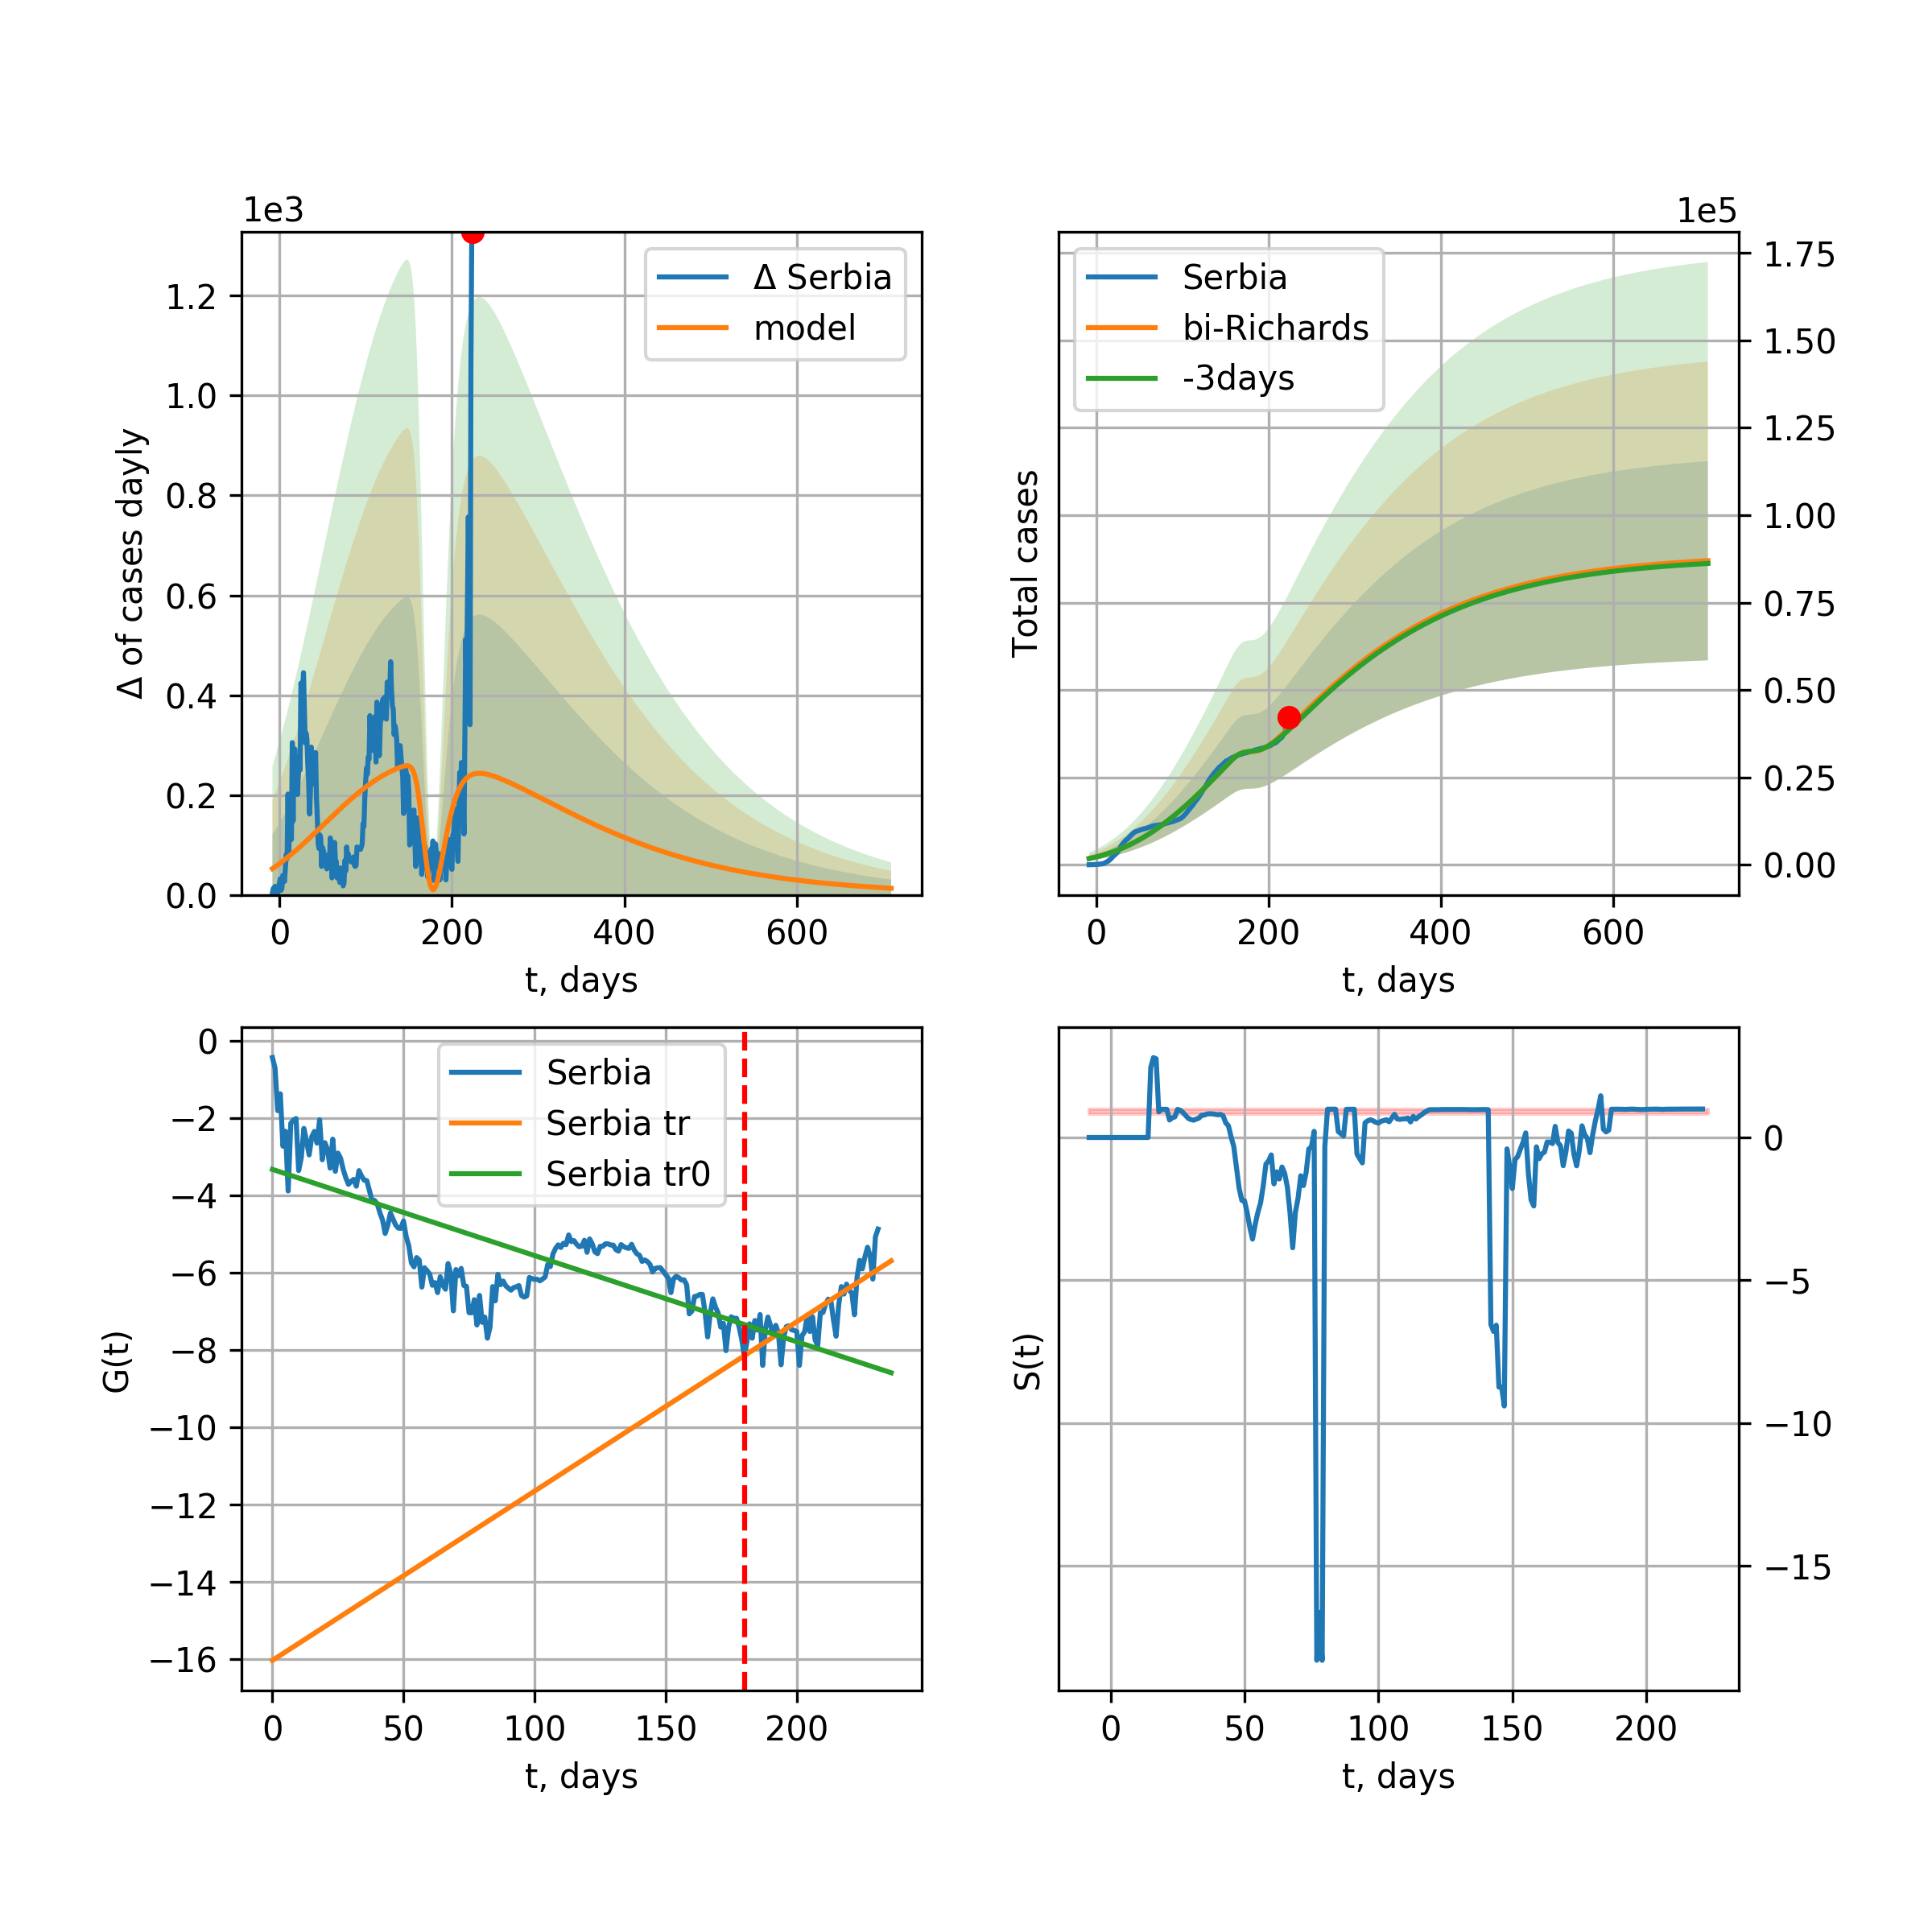 1e3
Δ of cases dayly
1.2
1.0
0.8
0.6
0.4
0.2
0.0
0 200 400 600
t, days
Δ Serbia
model
1e5
Total cases
1.75
1.50
1.25
1.00
0.75
0.50
0.25
0.00
0 200 400 600
t, days
Serbia
bi-Richards
-3days
G(t)
0
−2
−4
−6
−8
−10
−12
−14
−16
0 50 100 150 200
t, days
Serbia
Serbia tr
Serbia tr0
S(t)
0
−5
−10
−15
0 50 100 150 200
t, days